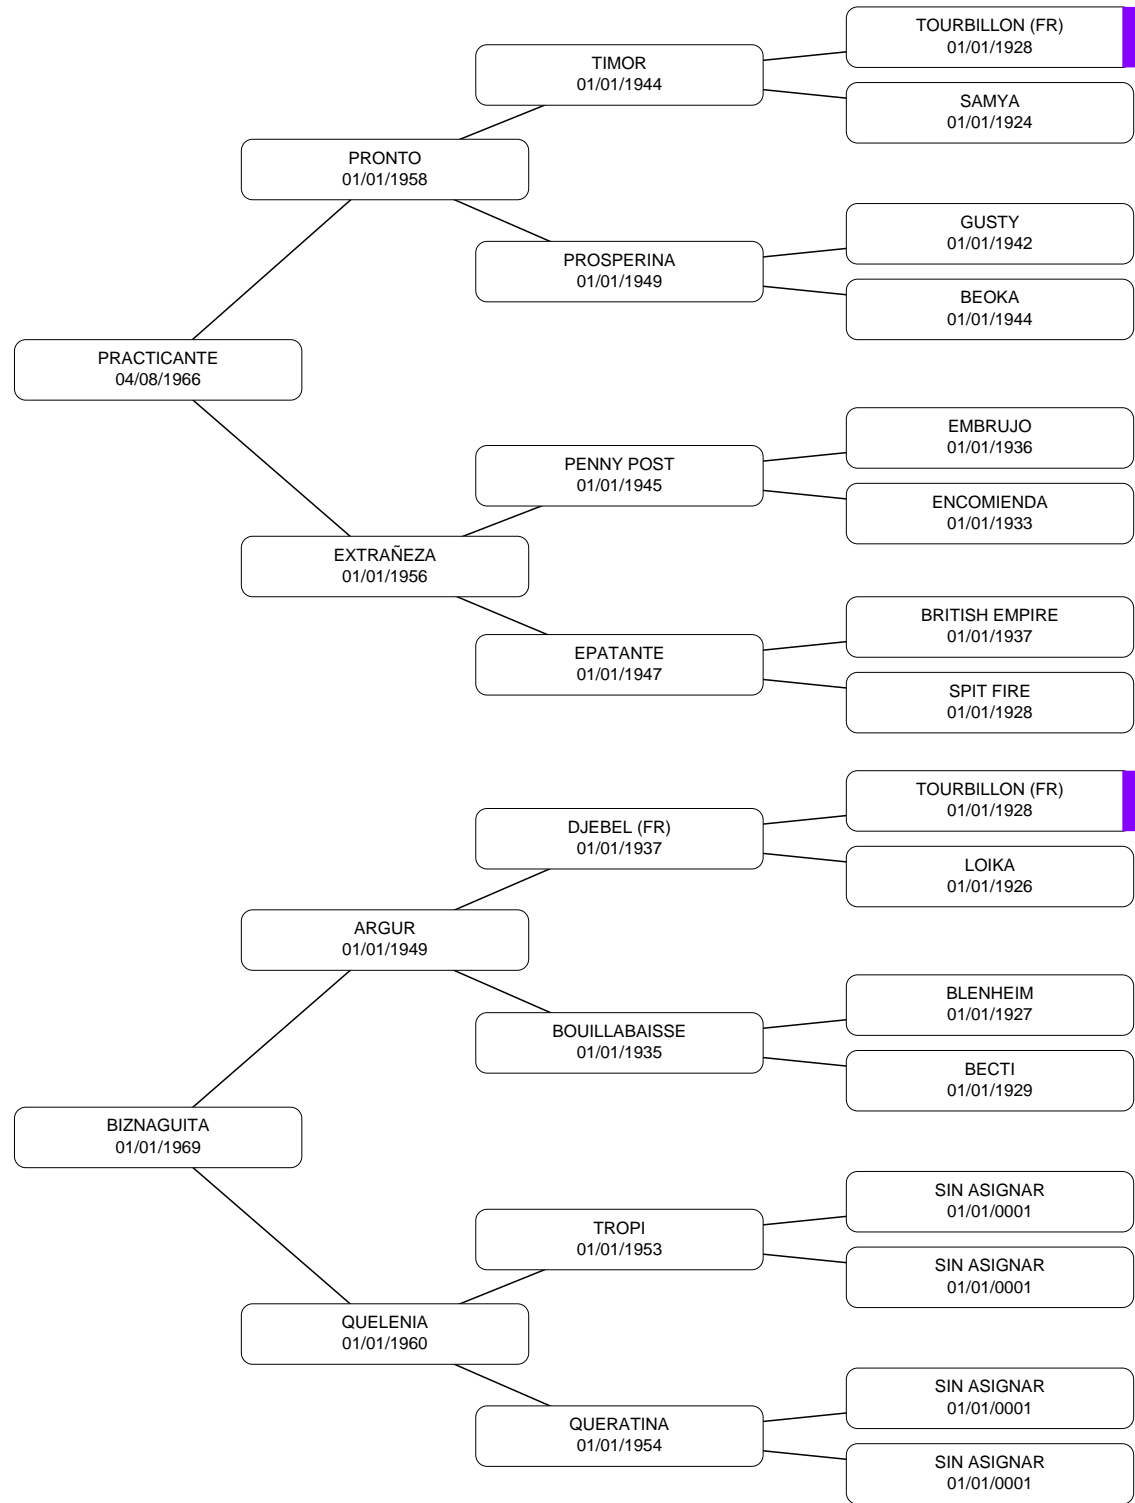 TOURBILLON (FR)
01/01/1928
TIMOR
01/01/1944
SAMYA
01/01/1924
PRONTO
01/01/1958
GUSTY
01/01/1942
PROSPERINA
01/01/1949
BEOKA
01/01/1944
PRACTICANTE
04/08/1966
EMBRUJO
01/01/1936
PENNY POST
01/01/1945
ENCOMIENDA
01/01/1933
EXTRAÑEZA
01/01/1956
BRITISH EMPIRE
01/01/1937
EPATANTE
01/01/1947
SPIT FIRE
01/01/1928
TOURBILLON (FR)
01/01/1928
DJEBEL (FR)
01/01/1937
LOIKA
01/01/1926
ARGUR
01/01/1949
BLENHEIM
01/01/1927
BOUILLABAISSE
01/01/1935
BECTI
01/01/1929
BIZNAGUITA
01/01/1969
SIN ASIGNAR
01/01/0001
TROPI
01/01/1953
SIN ASIGNAR
01/01/0001
QUELENIA
01/01/1960
SIN ASIGNAR
01/01/0001
QUERATINA
01/01/1954
SIN ASIGNAR
01/01/0001